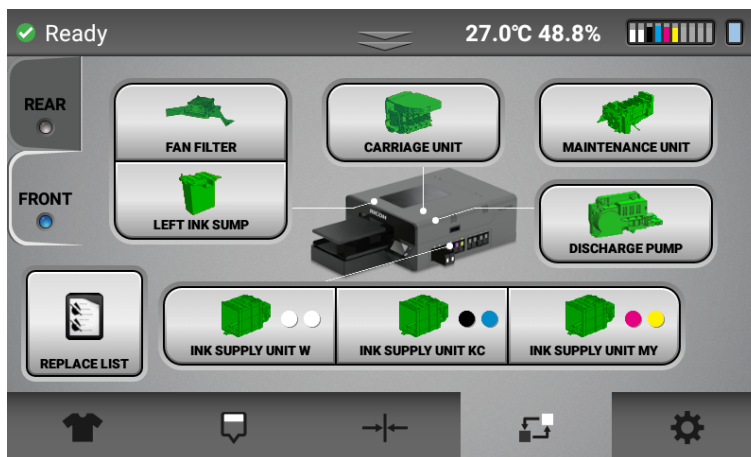 Ready
27.0℃ 48.8%
REAR
FRONT
FAN FILTER
CARRIAGE UNIT
MAINTENANCE UNIT
LEFT INK SUMP
RICOH
DISCHARGE PUMP
REPLACE LIST
INK SUPPLY UNIT W
INK SUPPLY UNIT KC
INK SUPPLY UNIT MY